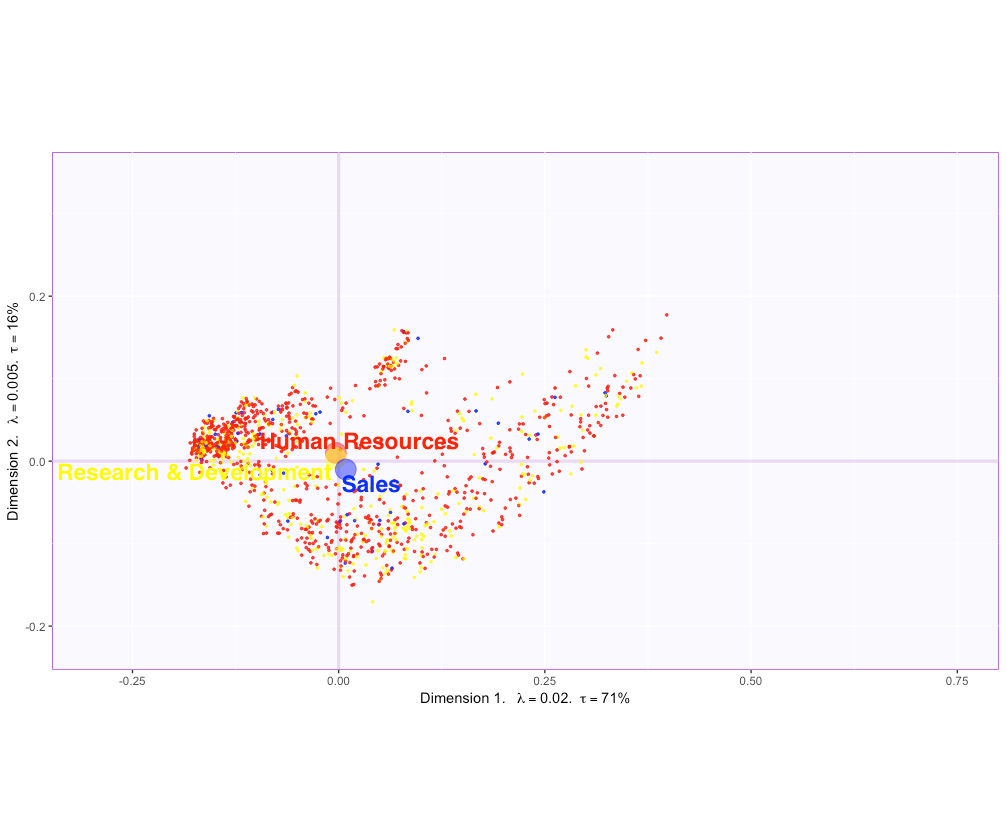 0.2
0.0
-0.2
Dimension 2. λ = 0.005. τ = 16%
Human Resources
Research & Development
Sales
-0.25
0.00
0.25
0.50
0.75
Dimension 1. λ = 0.02. τ = 71%